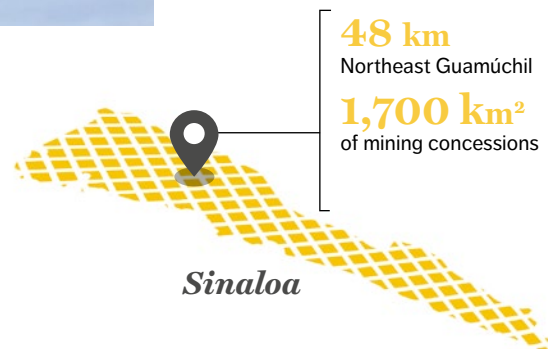 48 km
Northeast Guamúchil
1,700 km²
of mining concessions
Sinaloa